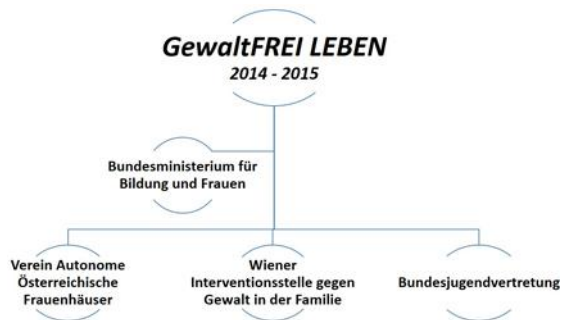 GewaltFREI LEBEN
2014 - 2015
Bundesministerium für
Bildung und Frauen
Verein Autonome
Österreichische
Frauenhäuser
Wiener
Interventionsstelle gegen
Gewalt in der Familie
Bundesjugendvertretung